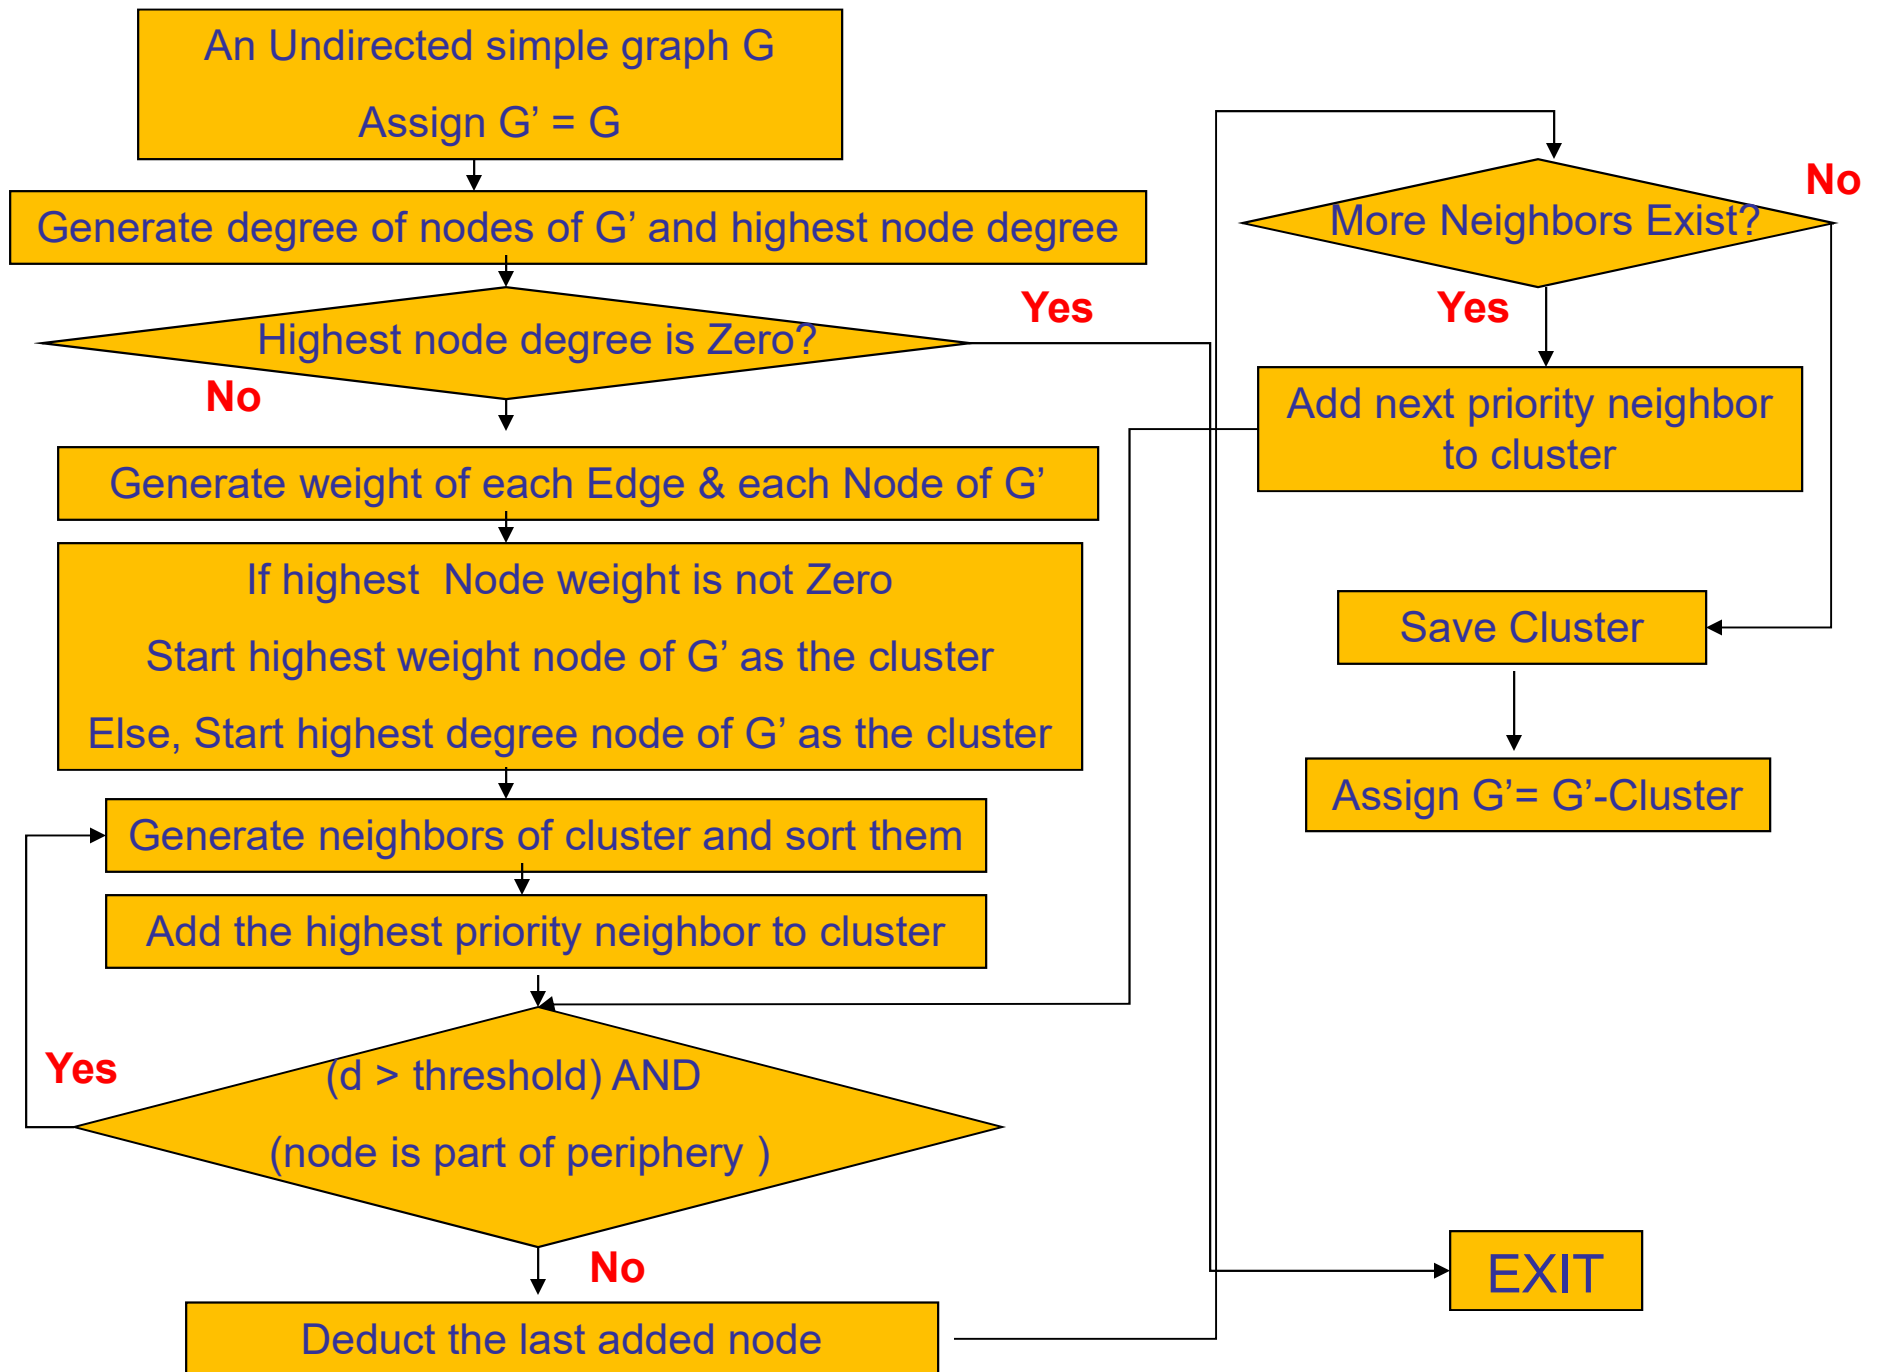 An Undirected simple graph G
Assign G’ = G
Generate degree of nodes of G’ and highest node degree
Yes
Highest node degree is Zero?
No
Generate weight of each Edge & each Node of G’
If highest  Node weight is not Zero
Start highest weight node of G’ as the cluster
Else, Start highest degree node of G’ as the cluster
Generate neighbors of cluster and sort them
Add the highest priority neighbor to cluster
Yes
(d > threshold) AND
(node is part of periphery )
No
Deduct the last added node
No
More Neighbors Exist?
Yes
Add next priority neighbor
to cluster
Save Cluster
Assign G’= G’-Cluster
EXIT